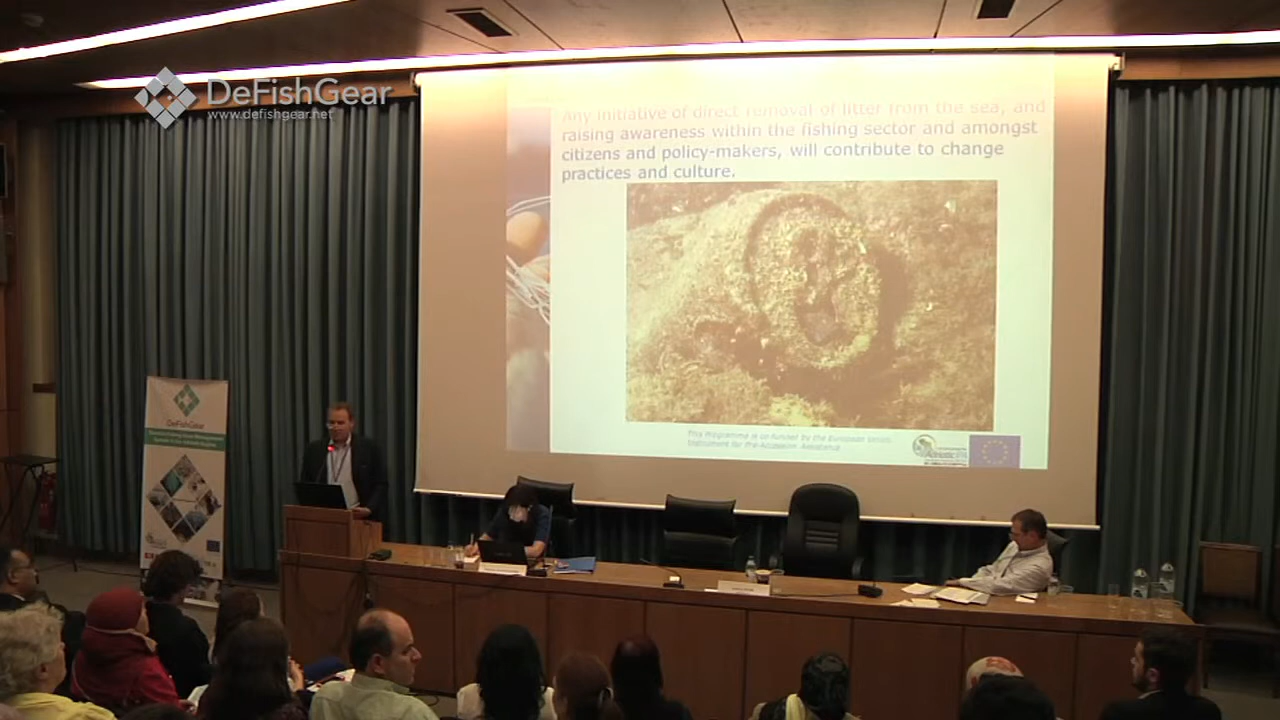 DeFishGear
www.defishgear.net
Any initiative of direct removal of litter from the sea, and
raising awareness within the fishing sector and amongst
citizens and policy-makers, will contribute to change
practices and culture.
This Programme is co-funded by the European Union,
Instrument for Pre-Accession Assistance
DeFishGear